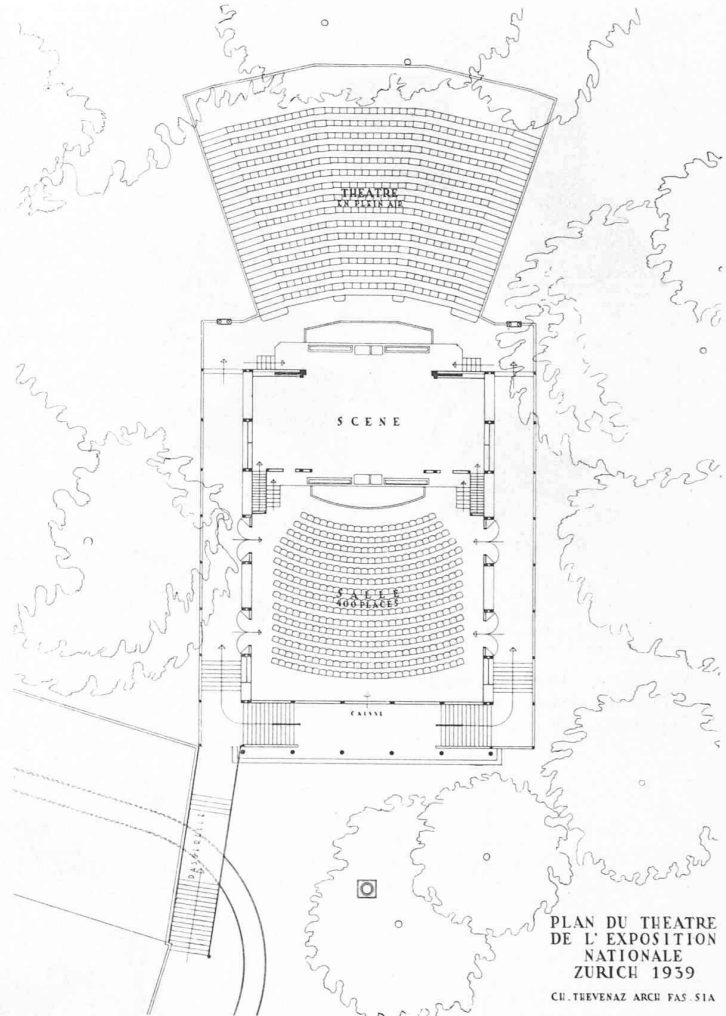 THEATRE
EN PLEIN AIR
SCENE
SALLE
400 PLACES
CAISSE
PASSERELLE
PLAN DU THEATRE
DE L' EXPOSITION
NATIONALE
ZURICH 1939
CH. THEVENAZ ARCH FAS. SIA